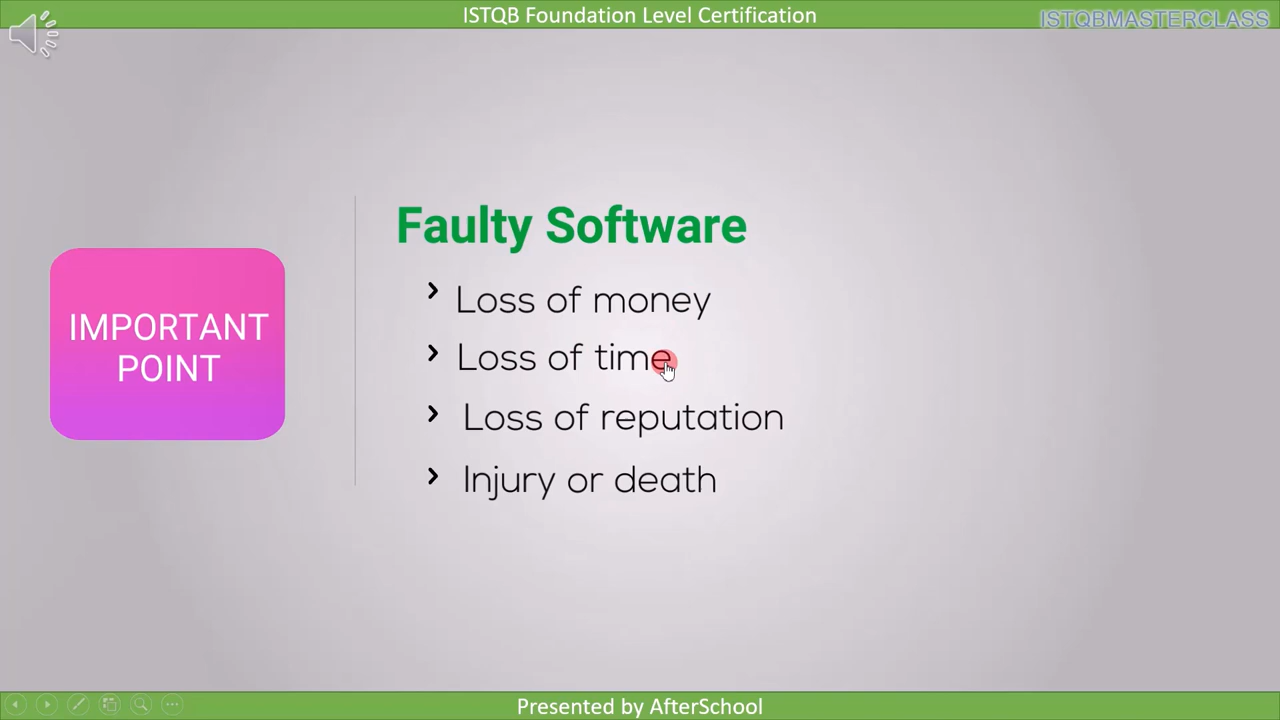 ISTQB Foundation Level Certification
ISTQBMASTERCLASS
IMPORTANT
POINT
Faulty Software
Loss of money
Loss of time
Loss of reputation
Injury or death
Presented by AfterSchool